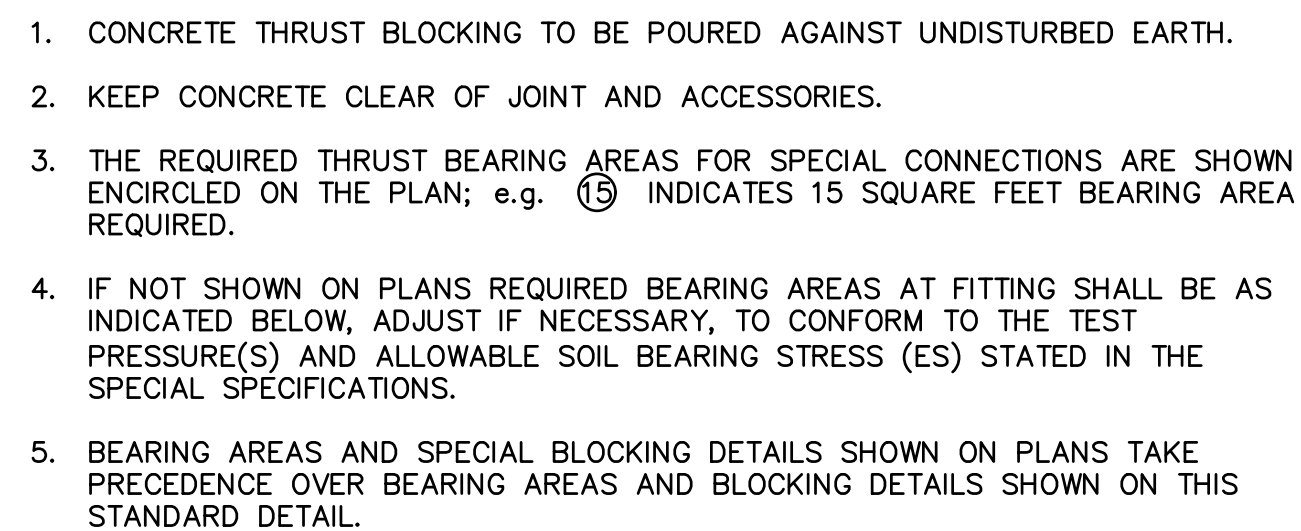 1. CONCRETE THRUST BLOCKING TO BE POURED AGAINST UNDISTURBED EARTH.
2. KEEP CONCRETE CLEAR OF JOINT AND ACCESSORIES.
3. THE REQUIRED THRUST BEARING AREAS FOR SPECIAL CONNECTIONS ARE SHOWN
ENCIRCLED ON THE PLAN; e.g. 15 INDICATES 15 SQUARE FEET BEARING AREA
REQUIRED.
4. IF NOT SHOWN ON PLANS REQUIRED BEARING AREAS AT FITTING SHALL BE AS
INDICATED BELOW, ADJUST IF NECESSARY, TO CONFORM TO THE TEST
PRESSURE(S) AND ALLOWABLE SOIL BEARING STRESS (ES) STATED IN THE
SPECIAL SPECIFICATIONS.
5. BEARING AREAS AND SPECIAL BLOCKING DETAILS SHOWN ON PLANS TAKE
PRECEDENCE OVER BEARING AREAS AND BLOCKING DETAILS SHOWN ON THIS
STANDARD DETAIL.